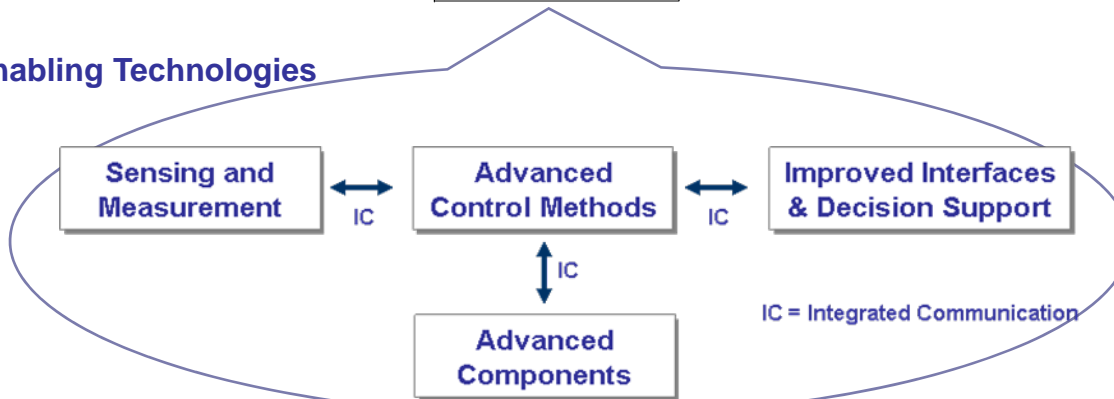 nabling Technologies
Sensing and
Measurement
IC
Advanced
Control Methods
IC
Improved Interfaces
& Decision Support
IC
IC = Integrated Communication
Advanced
Components